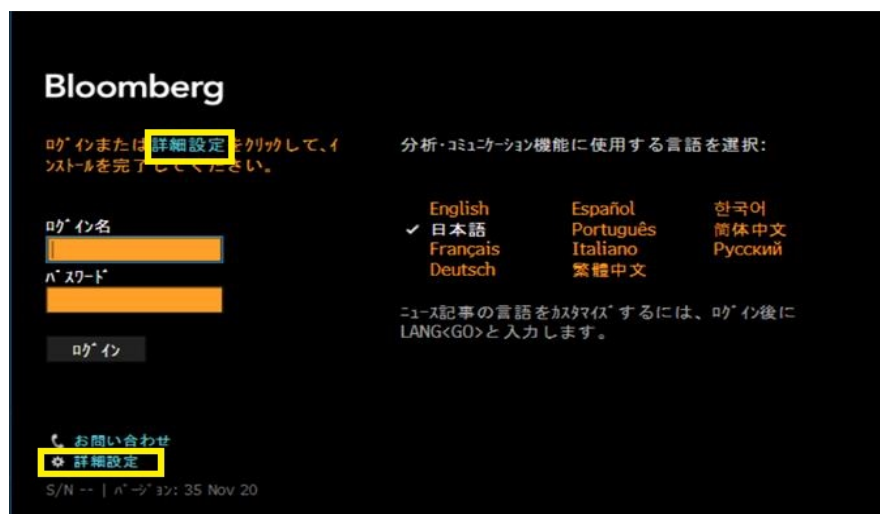 Bloomberg
ﾛｸﾞｲﾝまたは詳細設定をｸﾘｯｸして、ｲ
ﾝｽﾄｰﾙを完了してください。
ﾛｸﾞｲﾝ名
ﾊﾟｽﾜｰﾄﾞ
ﾛｸﾞｲﾝ
お問い合わせ
詳細設定
S/N -- | ﾊﾞｰｼﾞｮﾝ: 35 Nov 20
分析・ｺﾐｭﾆｹｰｼｮﾝ機能に使用する言語を選択:
English Español 한국어
✓ 日本語 Português 简体中文
Français Italiano Русский
Deutsch 繁體中文
ﾆｭｰｽ記事の言語をｶｽﾀﾏｲｽﾞするには、ﾛｸﾞｲﾝ後に
LANG<GO>と入力します。